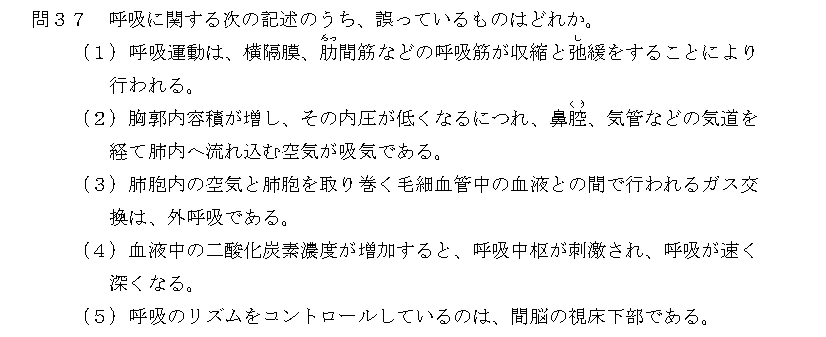 問３７　呼吸に関する次の記述のうち、誤っているものはどれか。
（１）呼吸運動は、横隔膜、肋間筋などの呼吸筋が収縮と弛緩をすることにより
行われる。
（２）胸郭内容積が増し、その内圧が低くなるにつれ、鼻腔、気管などの気道を
経て肺内へ流れ込む空気が吸気である。
（３）肺胞内の空気と肺胞を取り巻く毛細血管中の血液との間で行われるガス交
換は、外呼吸である。
（４）血液中の二酸化炭素濃度が増加すると、呼吸中枢が刺激され、呼吸が速く
深くなる。
（５）呼吸のリズムをコントロールしているのは、間脳の視床下部である。